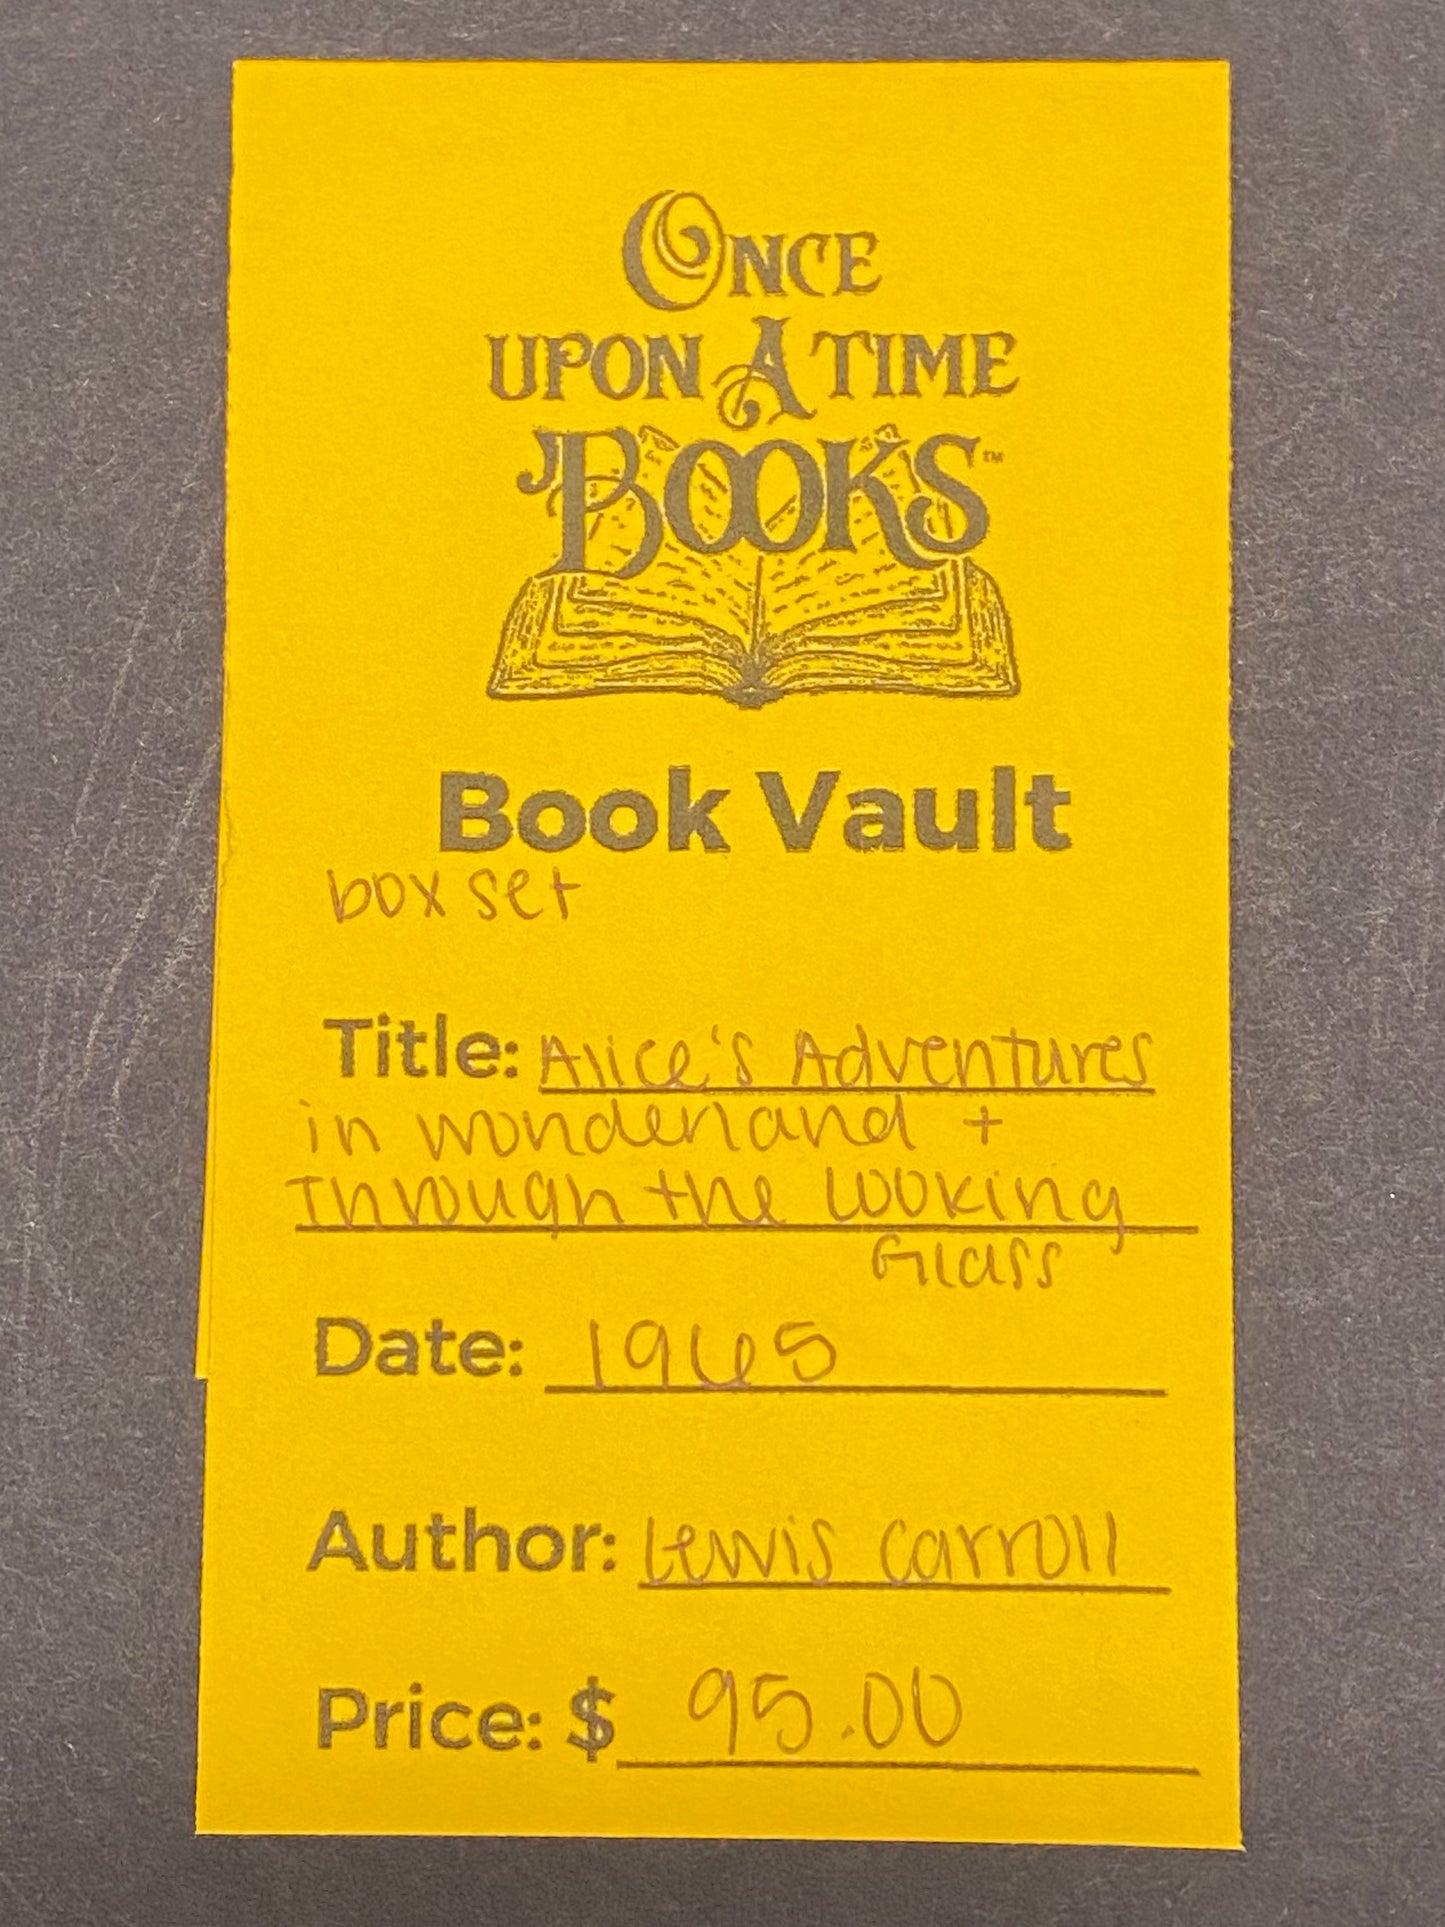 ONCE
UPON A TIME
BOOKS™
Book Vault
box set
Title: Alice's Adventures
in wonderland +
Through the Looking
Glass
Date: 1965
Author: Lewis Carroll
Price: $ 95.00